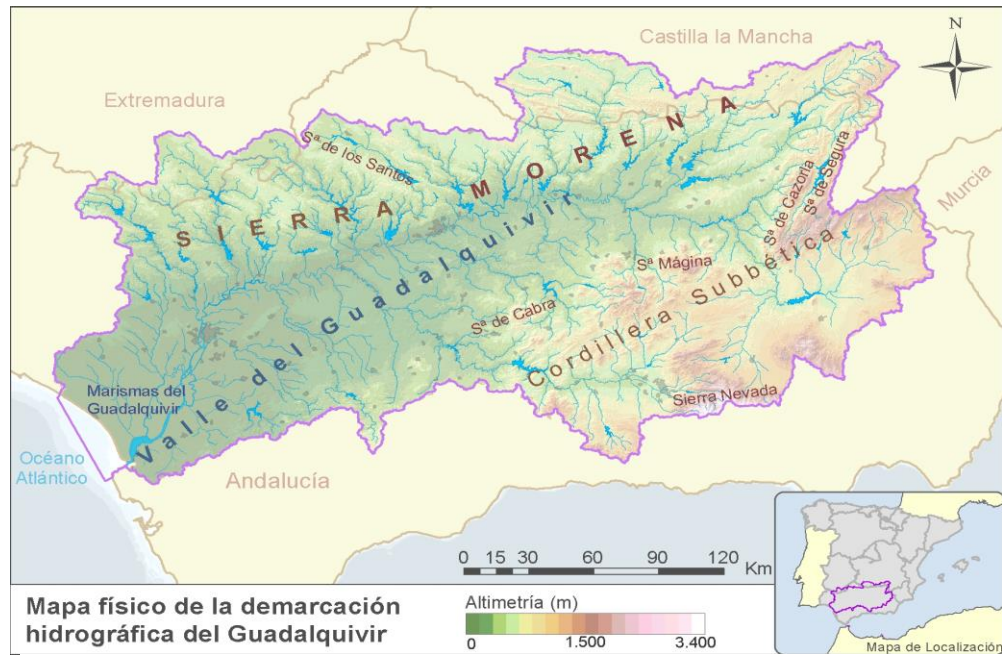 Castilla la Mancha
N
Extremadura
Murcia
Sª de los Santos
SIERRA MORENA
Sª de Cazorla
Sª de Segura
Valle del Guadalquivir
Sª Mágina
Cordillera Subbética
Sª de Cabra
Sierra Nevada
Marismas del
Guadalquivir
Océano
Atlántico
Andalucía
0 15 30 60 90 120
Km
Mapa físico de la demarcación
hidrográfica del Guadalquivir
Altimetría (m)
0 1.500 3.400
Mapa de Localización